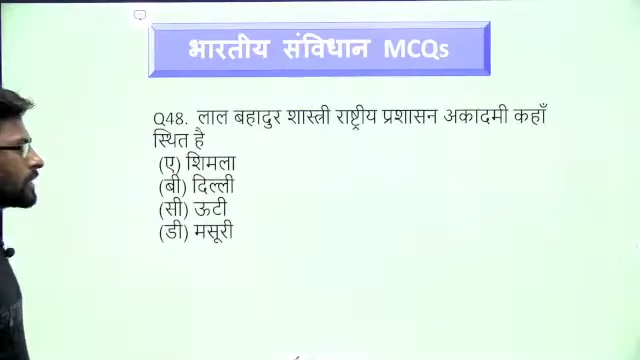 भारतीय संविधान MCQs
Q48. लाल बहादुर शास्त्री राष्ट्रीय प्रशासन अकादमी कहाँ
स्थित है
(ए) शिमला
(बी) दिल्ली
(सी) ऊटी
(डी) मसूरी